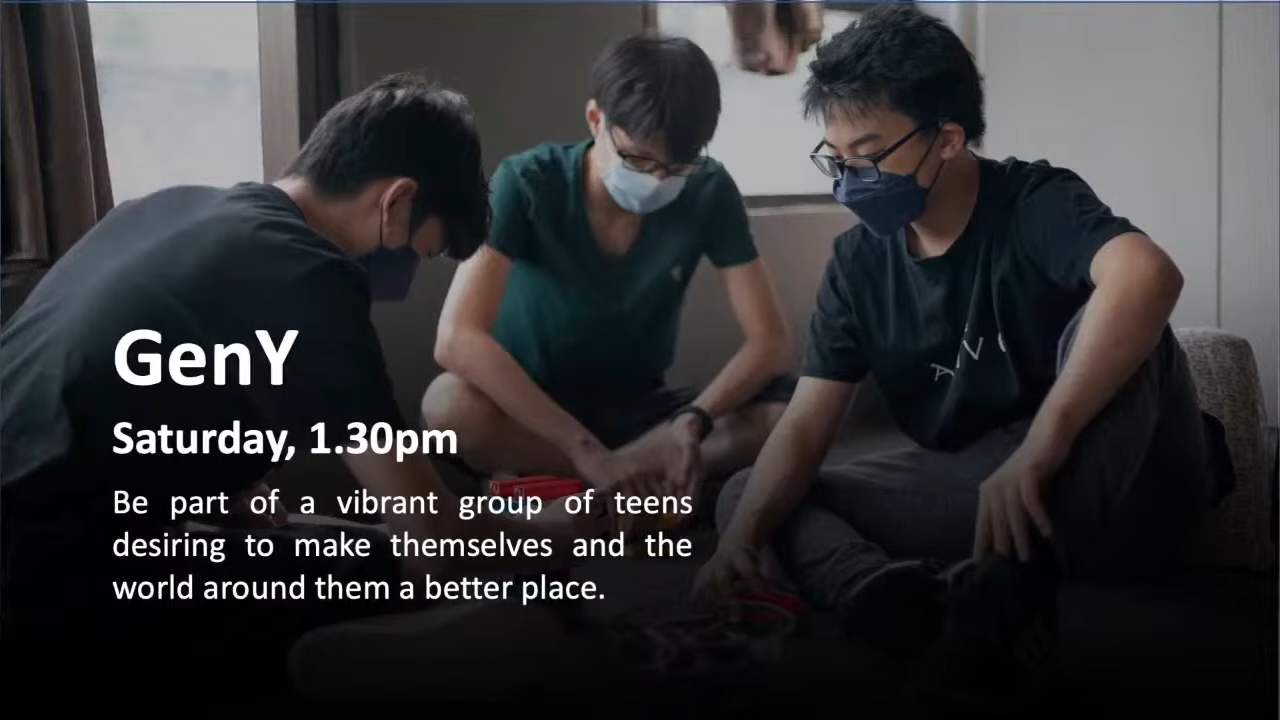 GenY
Saturday, 1.30pm
Be part of a vibrant group of teens
desiring to make themselves and the
world around them a better place.